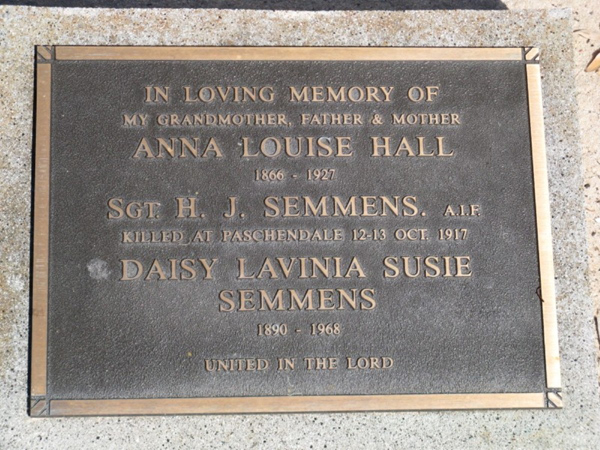 IN LOVING MEMORY OF
MY GRANDMOTHER, FATHER & MOTHER
ANNA LOUISE HALL
1866 - 1927
SGT. H. J. SEMMENS. A.I.F.
KILLED AT PASCHENDALE 12-13 OCT. 1917
DAISY LAVINIA SUSIE
SEMMENS
1890 - 1968
UNITED IN THE LORD